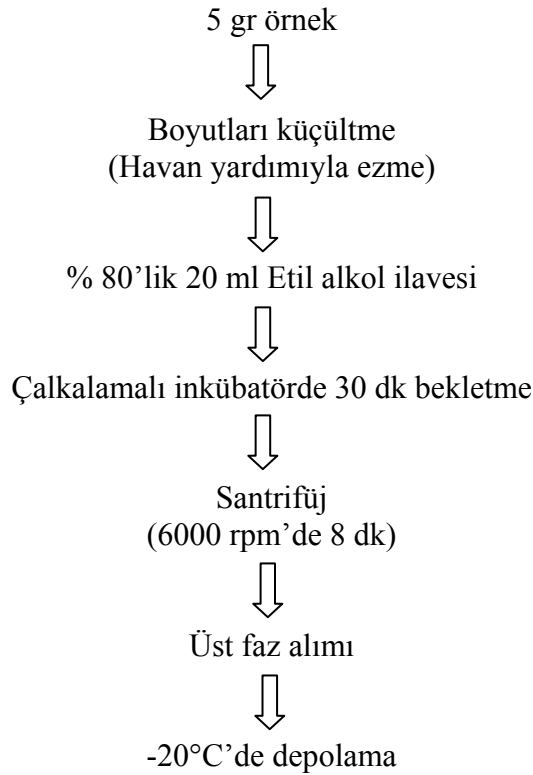 5 gr örnek
Boyutları küçültme
(Havan yardımıyla ezme)
% 80’lik 20 ml Etil alkol ilavesi
Çalkalamalı inkübatörde 30 dk bekletme
Santrifüj
(6000 rpm’de 8 dk)
Üst faz alımı
-20°C’de depolama